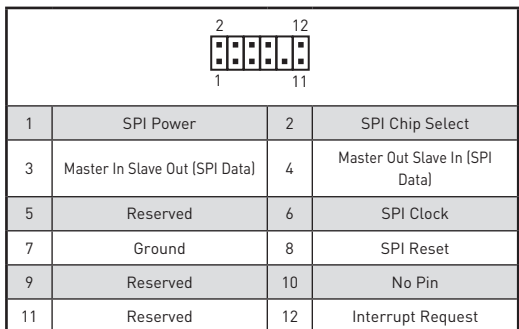 2 12
1 11
1 SPI Power 2 SPI Chip Select
3 Master In Slave Out (SPI Data) 4 Master Out Slave In (SPI
Data)
5 Reserved 6 SPI Clock
7 Ground 8 SPI Reset
9 Reserved 10 No Pin
11 Reserved 12 Interrupt Request